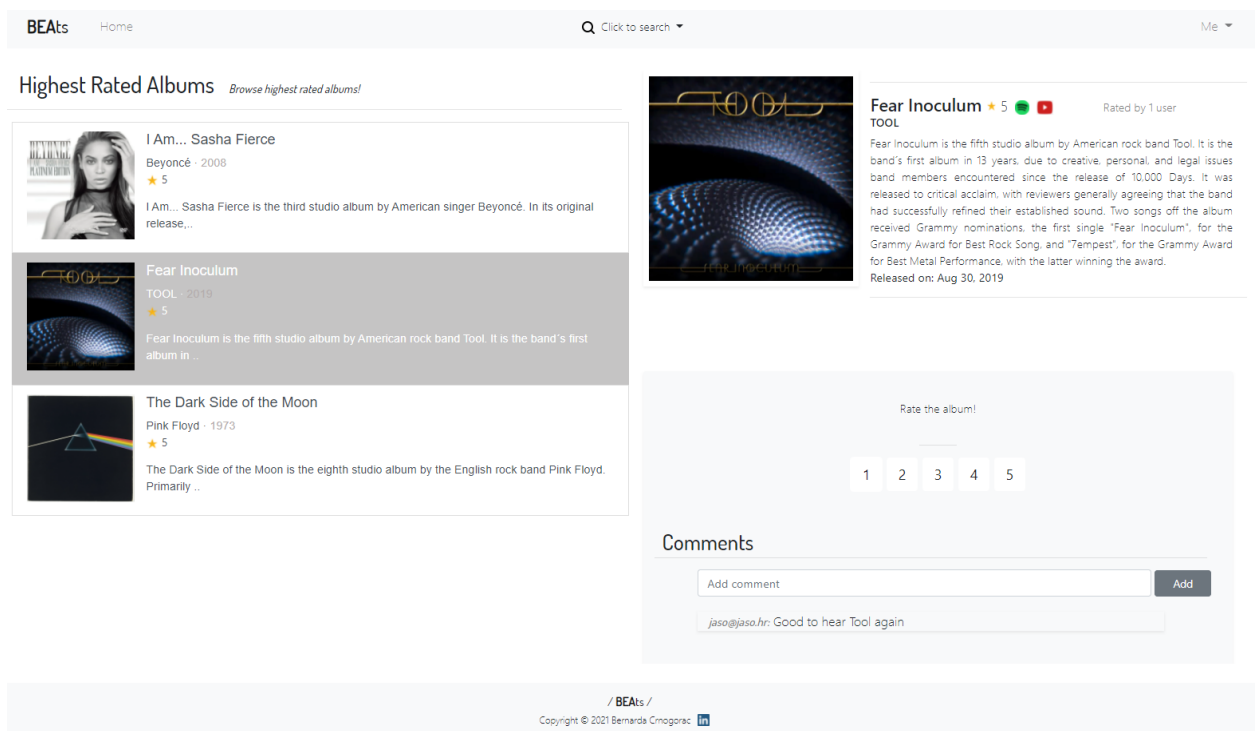 BEAts Home Click to search Me
Highest Rated Albums Browse highest rated albums!
BEYONCE
PLATINUM EDITION
I Am... Sasha Fierce
Beyoncé · 2008
★ 5
I Am... Sasha Fierce is the third studio album by American singer Beyoncé. In its original
release,..
TOOL
Fear Inoculum
TOOL · 2019
★ 5
Fear Inoculum is the fifth studio album by American rock band Tool. It is the band´s first
album in ..
The Dark Side of the Moon
Pink Floyd · 1973
★ 5
The Dark Side of the Moon is the eighth studio album by the English rock band Pink Floyd.
Primarily ..
TOOL
FEAR INOCULUM
Fear Inoculum ★ 5 Rated by 1 user
TOOL
Fear Inoculum is the fifth studio album by American rock band Tool. It is the
band´s first album in 13 years, due to creative, personal, and legal issues
band members encountered since the release of 10,000 Days. It was
released to critical acclaim, with reviewers generally agreeing that the band
had successfully refined their established sound. Two songs off the album
received Grammy nominations, the first single "Fear Inoculum", for the
Grammy Award for Best Rock Song, and "7empest", for the Grammy Award
for Best Metal Performance, with the latter winning the award.
Released on: Aug 30, 2019
Rate the album!
1 2 3 4 5
Comments
Add comment Add
jaso@jaso.hr: Good to hear Tool again
/ BEAts /
Copyright © 2021 Bernarda Crnogorac in